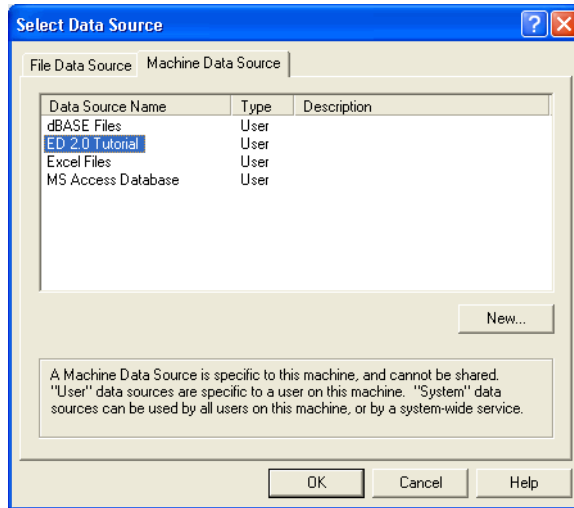 Select Data Source
File Data Source Machine Data Source
Data Source Name Type Description
dBASE Files User
ED 2.0 Tutorial User
Excel Files User
MS Access Database User
New...
A Machine Data Source is specific to this machine, and cannot be shared.
"User" data sources are specific to a user on this machine. "System" data
sources can be used by all users on this machine, or by a system-wide service.
OK Cancel Help